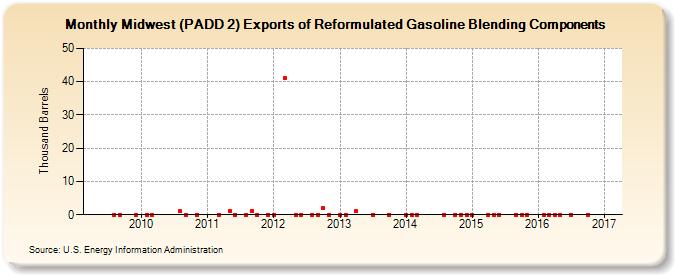 Monthly Midwest (PADD 2) Exports of Reformulated Gasoline Blending Components
Thousand Barrels
50
40
30
20
10
0
2010 2011 2012 2013 2014 2015 2016 2017
Source: U.S. Energy Information Administration